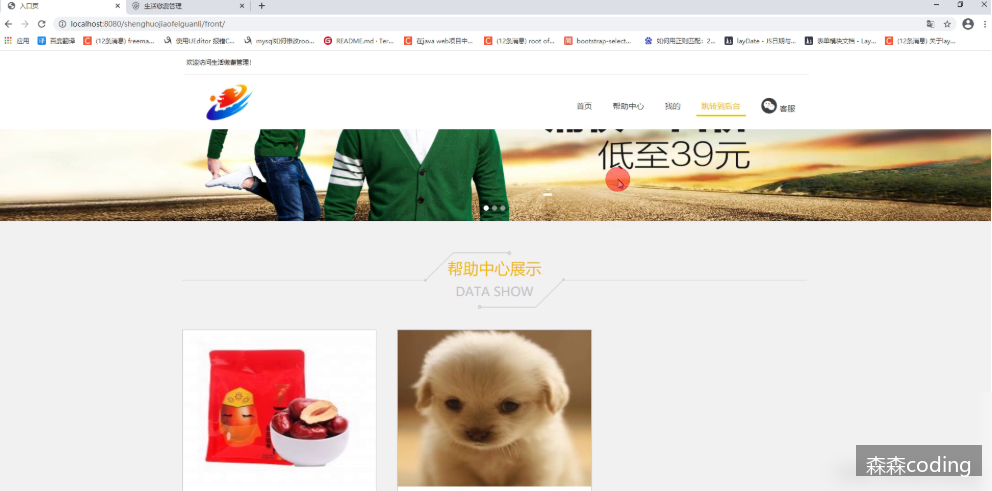 入口页
生活缴费管理
localhost:8080/shenghuojiaofeiguanli/front/
应用
百度翻译
(12条消息) freema...
使用UEditor 报错C...
mysql如何修改roo...
README.md · Ter...
在java web项目中...
(12条消息) root of...
bootstrap-select...
如何用正则匹配：2...
layDate - JS日期与...
表单模块文档 - Lay...
(12条消息) 关于lay...
欢迎访问生活缴费管理!
首页
帮助中心
我的
跳转到后台
客服
低至39元
帮助中心展示
DATA SHOW
森森coding